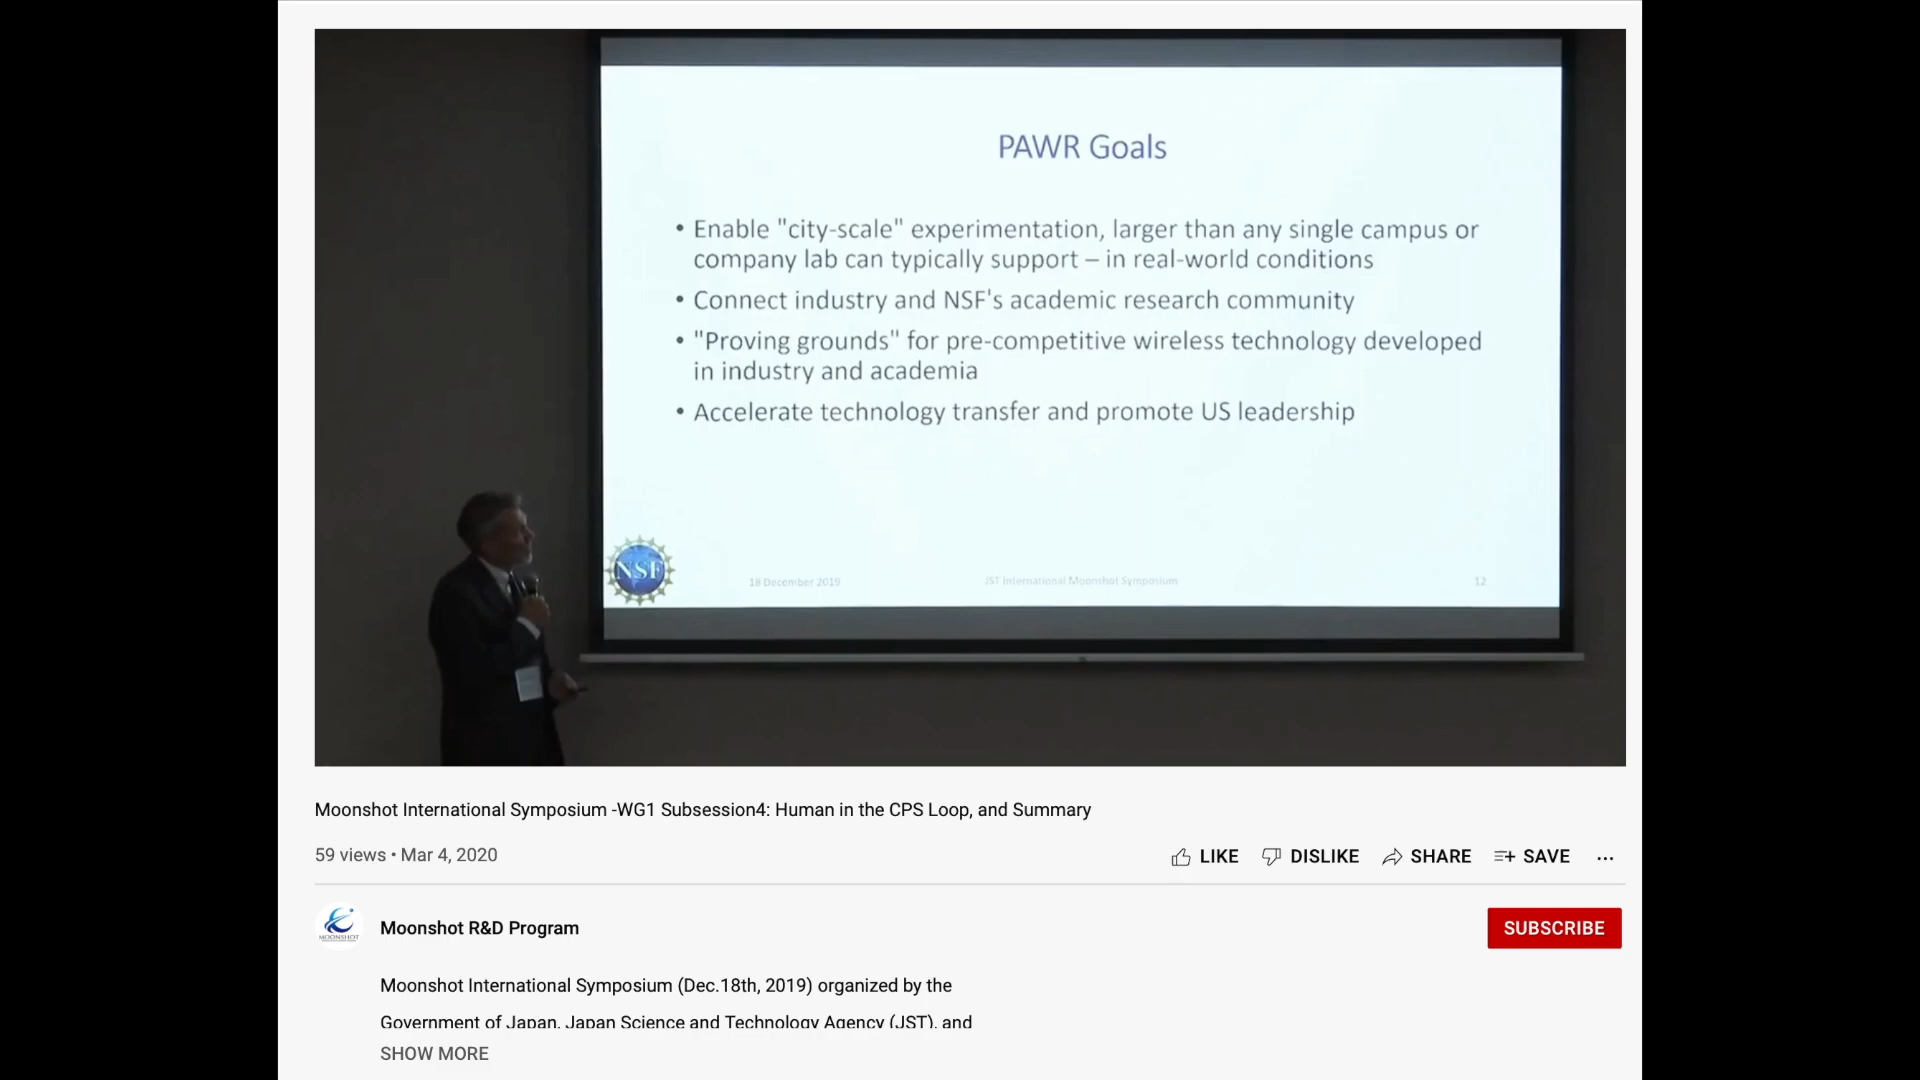 PAWR Goals
• Enable "city-scale" experimentation, larger than any single campus or
company lab can typically support – in real-world conditions
• Connect industry and NSF's academic research community
• "Proving grounds" for pre-competitive wireless technology developed
in industry and academia
• Accelerate technology transfer and promote US leadership
NSF
18 December 2019
JST International Moonshot Symposium
12
Moonshot International Symposium -WG1 Subsession4: Human in the CPS Loop, and Summary
59 views • Mar 4, 2020
LIKE
DISLIKE
SHARE
SAVE
...
MOONSHOT
Moonshot R&D Program
SUBSCRIBE
Moonshot International Symposium (Dec.18th, 2019) organized by the
Government of Japan, Japan Science and Technology Agency (JST), and
SHOW MORE